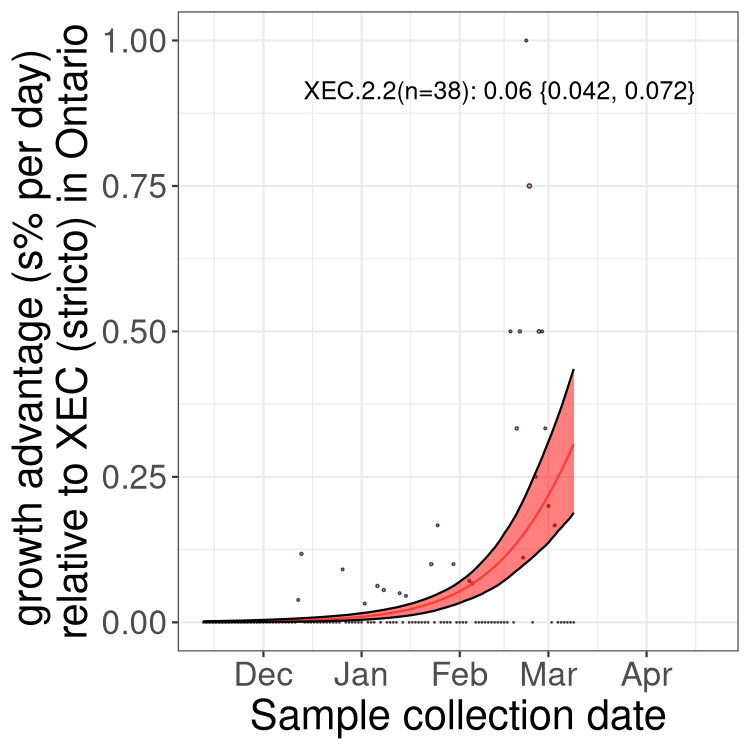 growth advantage (s% per day)
relative to XEC (stricto) in Ontario
1.00
0.75
0.50
0.25
0.00
XEC.2.2(n=38): 0.06 {0.042, 0.072}
Dec Jan Feb Mar Apr
Sample collection date